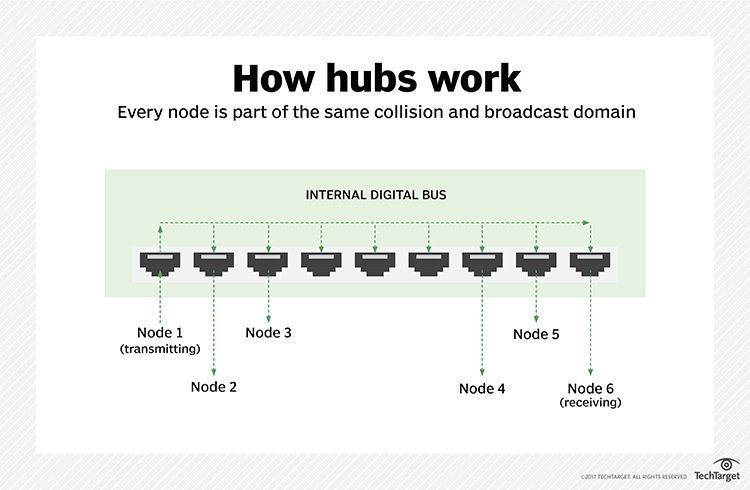 How hubs work
Every node is part of the same collision and broadcast domain
INTERNAL DIGITAL BUS
Node 1
(transmitting)
Node 2
Node 3
Node 4
Node 5
Node 6
(receiving)
©2017 TECHTARGET. ALL RIGHTS RESERVED
TechTarget